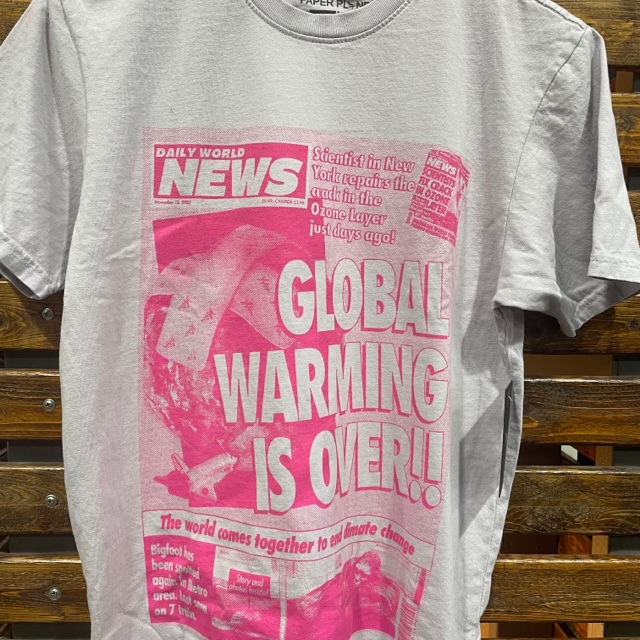 PAPER PLANE
DAILY WORLD
NEWS
Scientist in New
York repairs the
crack in the
Ozone Layer
just days ago!
NEWS
GLOBAL
WARMING
IS OVER!!
The world comes together to end climate change
Bigfoot has
been spotted
again in Metro
area. Last seen
on 7 train.
Story and
photos inside!